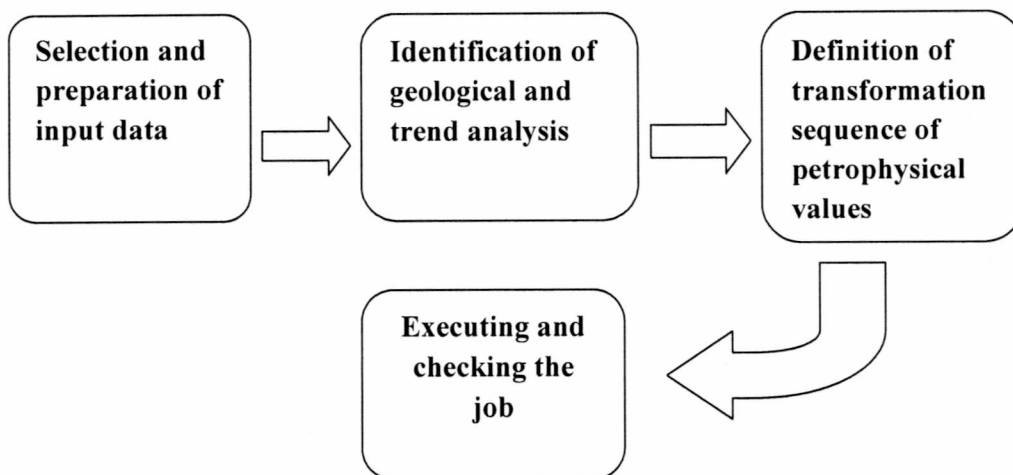 Selection and
preparation of
input data
Identification of
geological and
trend analysis
Definition of
transformation
sequence of
petrophysical
values
Executing and
checking the
job